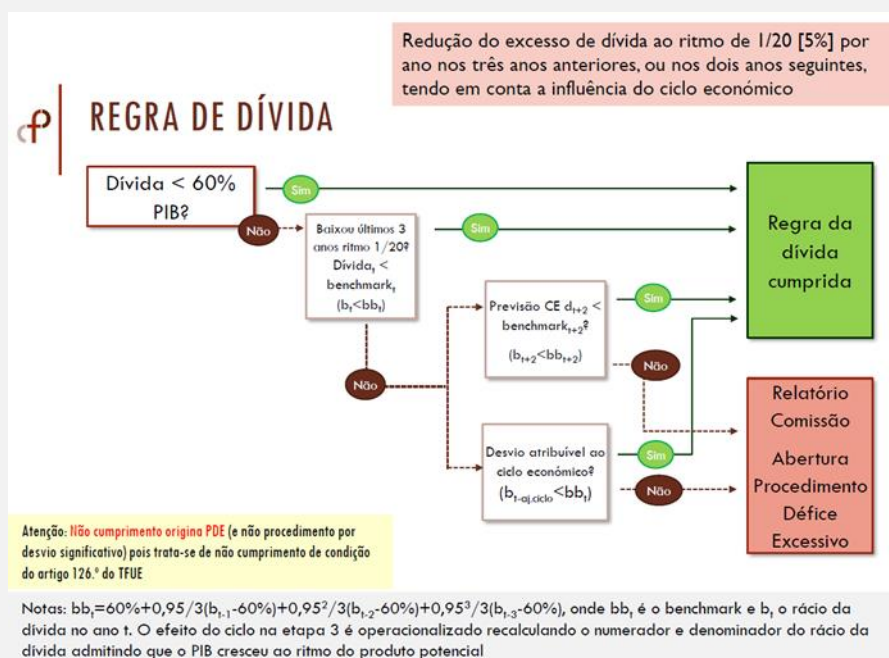 Redução do excesso de dívida ao ritmo de 1/20 [5%] por
ano nos três anos anteriores, ou nos dois anos seguintes,
tendo em conta a influência do ciclo económico
cfp
REGRA DE DÍVIDA
Dívida < 60%
PIB?
Sim
Não
Baixou últimos 3
anos ritmo 1/20?
Dívidaₜ <
benchmarkₜ
(bₜ<bbₜ)
Sim
Não
Previsão CE dₜ₊₂ <
benchmarkₜ₊₂?
(bₜ₊₂<bbₜ₊₂)
Sim
Não
Desvio atribuível ao
ciclo económico?
(b_{t-aj.ciclo}<bbₜ)
Sim
Não
Regra da
dívida
cumprida
Relatório
Comissão
Abertura
Procedimento
Défice
Excessivo
Atenção: Não cumprimento origina PDE (e não procedimento por
desvio significativo) pois trata-se de não cumprimento de condição
do artigo 126.º do TFUE
Notas: bbₜ=60%+0,95/3(bₜ₋₁-60%)+0,95²/3(bₜ₋₂-60%)+0,95³/3(bₜ₋₃-60%), onde bbₜ é o benchmark e bₜ o rácio da
dívida no ano t. O efeito do ciclo na etapa 3 é operacionalizado recalculando o numerador e denominador do rácio da
dívida admitindo que o PIB cresceu ao ritmo do produto potencial